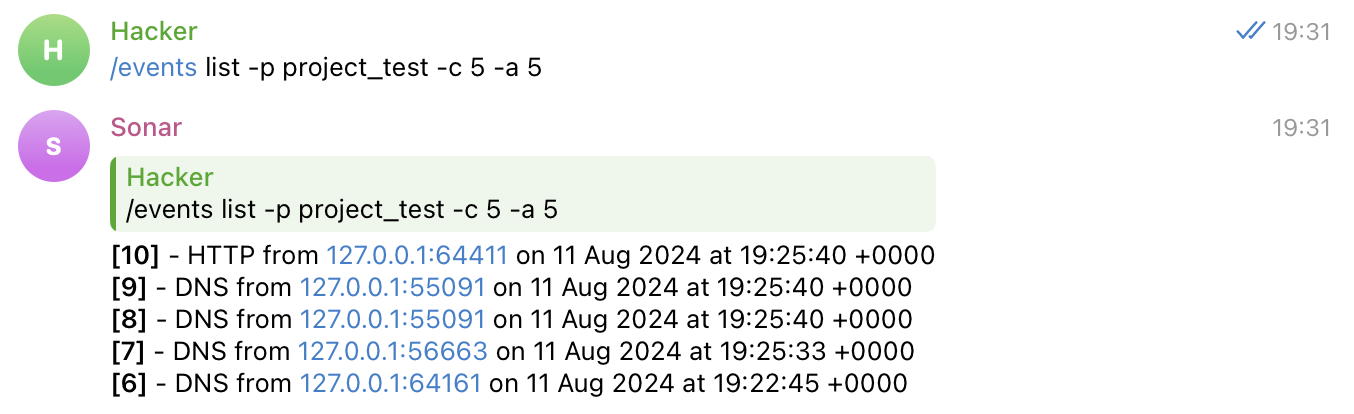 H
Hacker
19:31
/events list -p project_test -c 5 -a 5
S
Sonar
19:31
Hacker
/events list -p project_test -c 5 -a 5
[10] - HTTP from 127.0.0.1:64411 on 11 Aug 2024 at 19:25:40 +0000
[9] - DNS from 127.0.0.1:55091 on 11 Aug 2024 at 19:25:40 +0000
[8] - DNS from 127.0.0.1:55091 on 11 Aug 2024 at 19:25:40 +0000
[7] - DNS from 127.0.0.1:56663 on 11 Aug 2024 at 19:25:33 +0000
[6] - DNS from 127.0.0.1:64161 on 11 Aug 2024 at 19:22:45 +0000